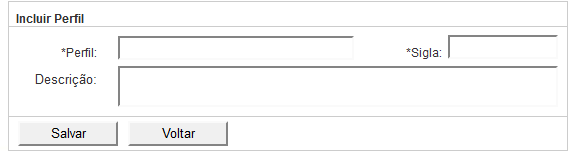 Incluir Perfil
*Perfil: *Sigla:
Descrição:
Salvar Voltar